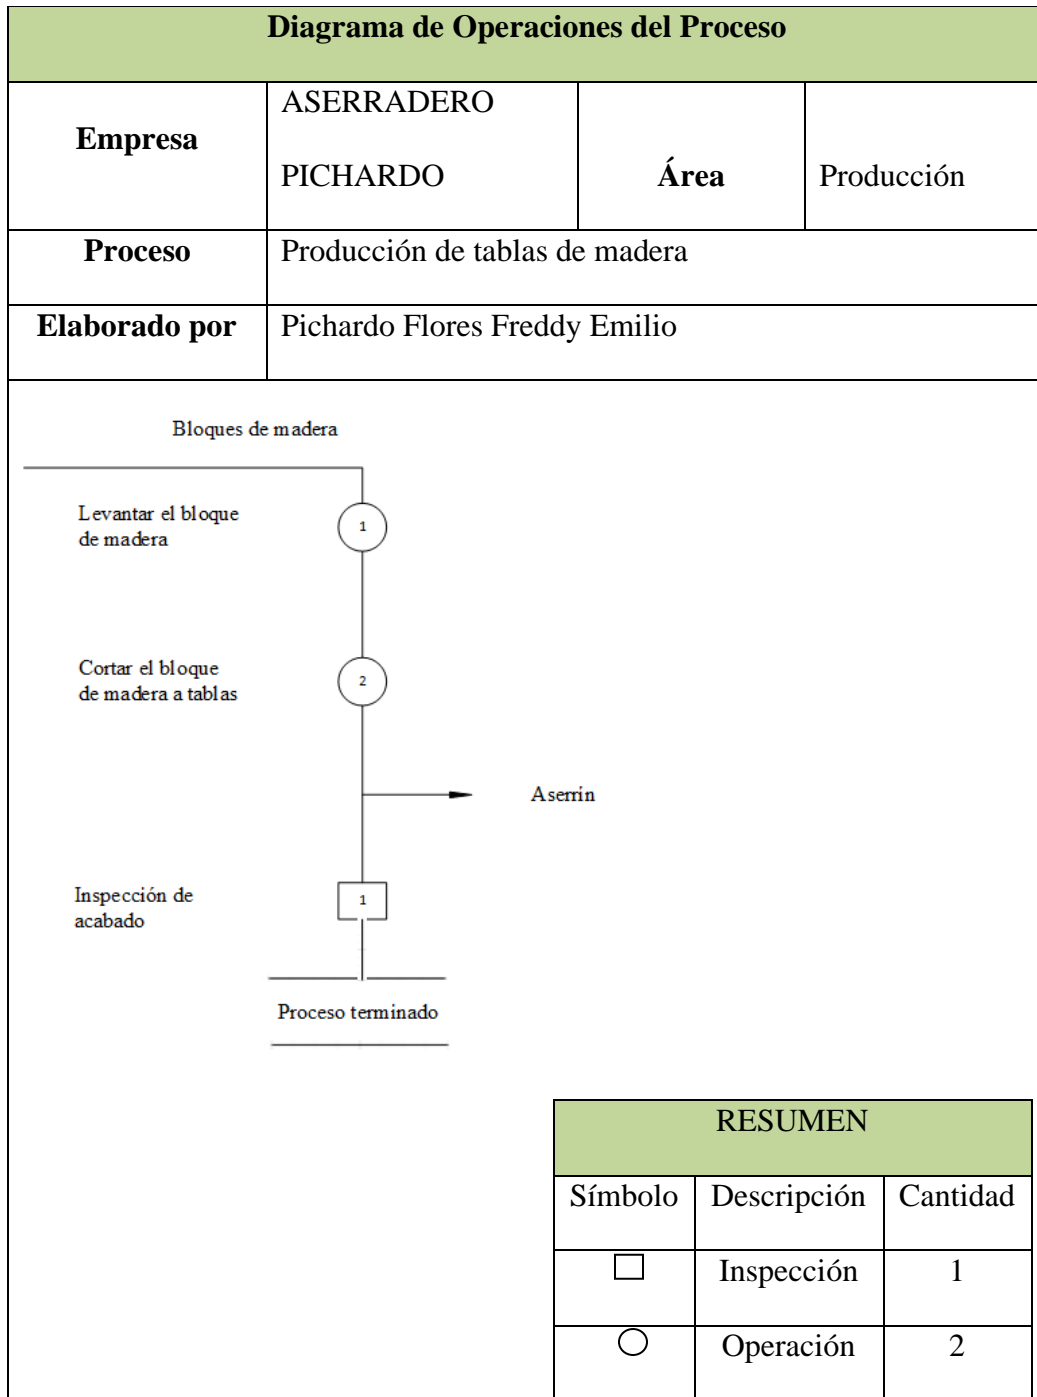 Diagrama de Operaciones del Proceso
Empresa
ASERRADERO
PICHARDO
Área
Producción
Proceso
Producción de tablas de madera
Elaborado por
Pichardo Flores Freddy Emilio
Bloques de madera
Levantar el bloque
de madera
1
Cortar el bloque
de madera a tablas
2
Aserrín
Inspección de
acabado
1
Proceso terminado
RESUMEN
Símbolo Descripción Cantidad
Inspección 1
Operación 2